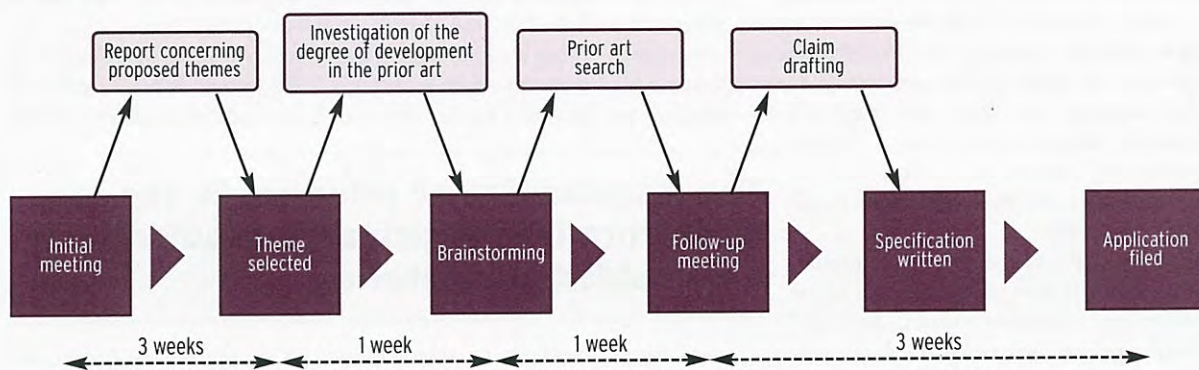 Report concerning
proposed themes
Investigation of the
degree of development
in the prior art
Prior art
search
Claim
drafting
Initial
meeting
Theme
selected
Brainstorming
Follow-up
meeting
Specification
written
Application
filed
3 weeks
1 week
1 week
3 weeks